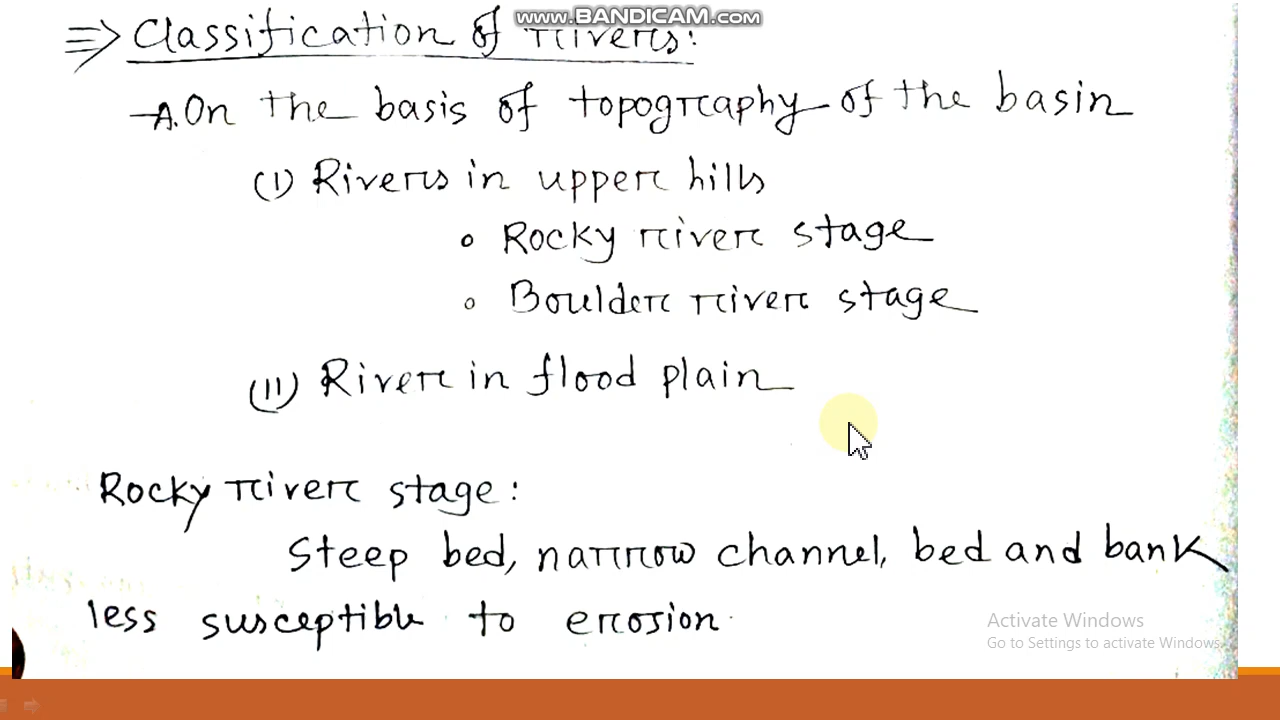 www.BANDICAM.com
⇒ Classification of rivers:
A. On the basis of topography of the basin
(I) Rivers in upper hills
○ Rocky river stage
○ Boulder river stage
(II) River in flood plain
Rocky river stage:
Steep bed, narrow channel, bed and bank
less susceptible to erosion.
Activate Windows
Go to Settings to activate Windows.